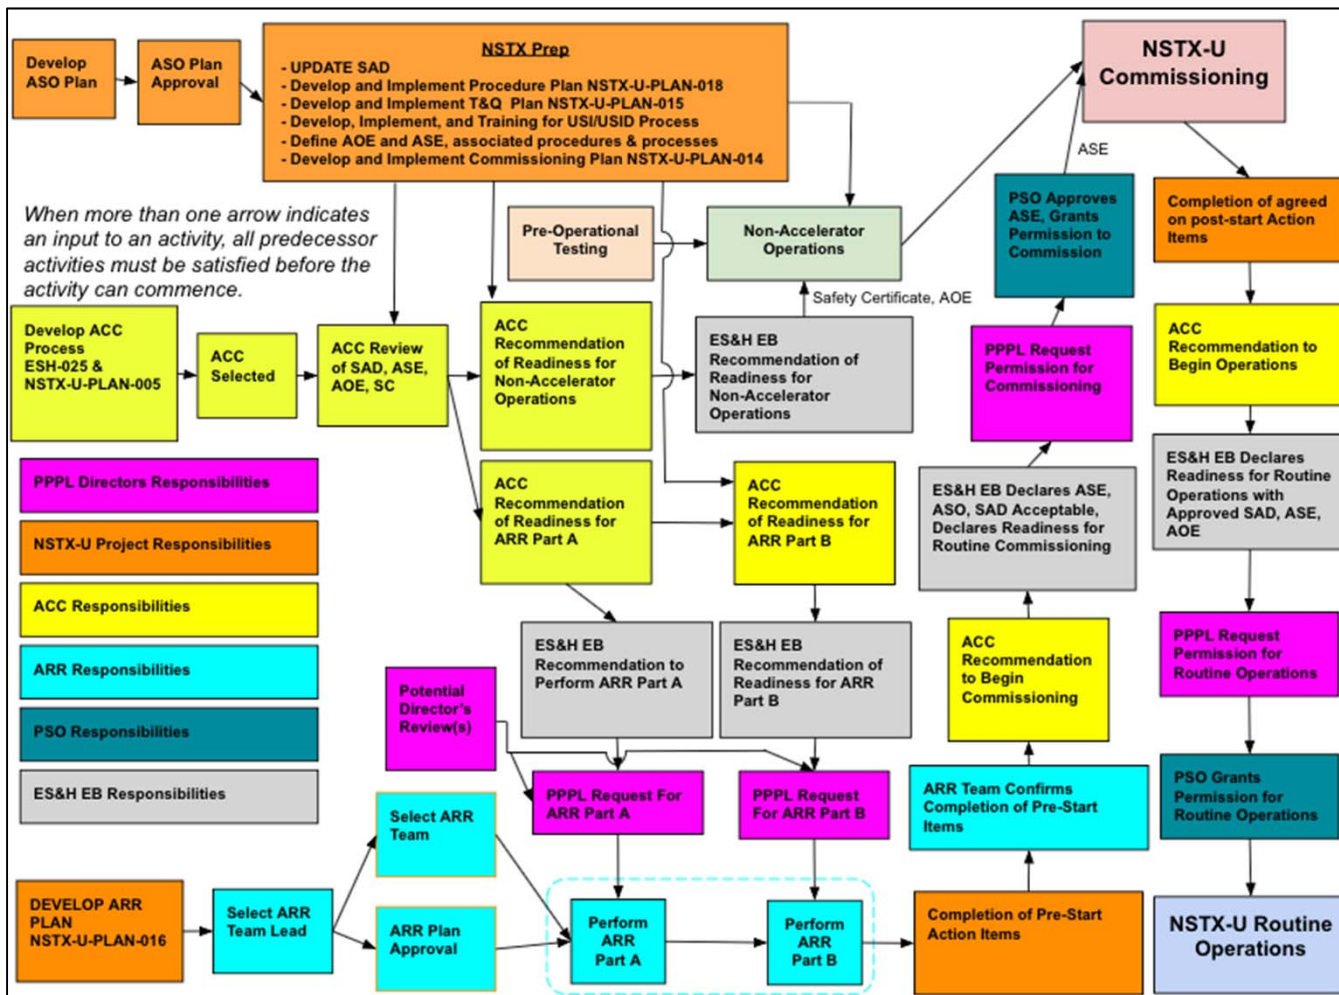 Develop
ASO Plan
ASO Plan
Approval
NSTX Prep
- UPDATE SAD
- Develop and Implement Procedure Plan NSTX-U-PLAN-018
- Develop and Implement T&Q Plan NSTX-U-PLAN-015
- Develop, Implement, and Training for USI/USID Process
- Define AOE and ASE, associated procedures & processes
- Develop and Implement Commissioning Plan NSTX-U-PLAN-014
NSTX-U
Commissioning
ASE
When more than one arrow indicates
an input to an activity, all predecessor
activities must be satisfied before the
activity can commence.
Pre-Operational
Testing
Non-Accelerator
Operations
PSO Approves
ASE, Grants
Permission to
Commission
Completion of agreed
on post-start Action
Items
Safety Certificate, AOE
Develop ACC
Process
ESH-025 &
NSTX-U-PLAN-005
ACC
Selected
ACC Review
of SAD, ASE,
AOE, SC
ACC
Recommendation
of Readiness for
Non-Accelerator
Operations
ES&H EB
Recommendation of
Readiness for
Non-Accelerator
Operations
PPPL Request
Permission for
Commissioning
ACC
Recommendation to
Begin Operations
PPPL Directors Responsibilities
NSTX-U Project Responsibilities
ACC Responsibilities
ARR Responsibilities
PSO Responsibilities
ES&H EB Responsibilities
ACC
Recommendation
of Readiness for
ARR Part A
ACC
Recommendation
of Readiness for
ARR Part B
ES&H EB Declares ASE,
ASO, SAD Acceptable,
Declares Readiness for
Routine Commissioning
ES&H EB Declares
Readiness for Routine
Operations with
Approved SAD, ASE,
AOE
Potential
Director's
Review(s)
ES&H EB
Recommendation to
Perform ARR Part A
ES&H EB
Recommendation of
Readiness for ARR
Part B
ACC
Recommendation
to Begin
Commissioning
PPPL Request
Permission for
Routine Operations
Select ARR
Team
PPPL Request For
ARR Part A
PPPL Request
For ARR Part B
ARR Team Confirms
Completion of Pre-Start
Items
PSO Grants
Permission for
Routine Operations
DEVELOP ARR
PLAN
NSTX-U-PLAN-016
Select ARR
Team Lead
ARR Plan
Approval
Perform
ARR
Part A
Perform
ARR
Part B
Completion of Pre-Start
Action Items
NSTX-U Routine
Operations